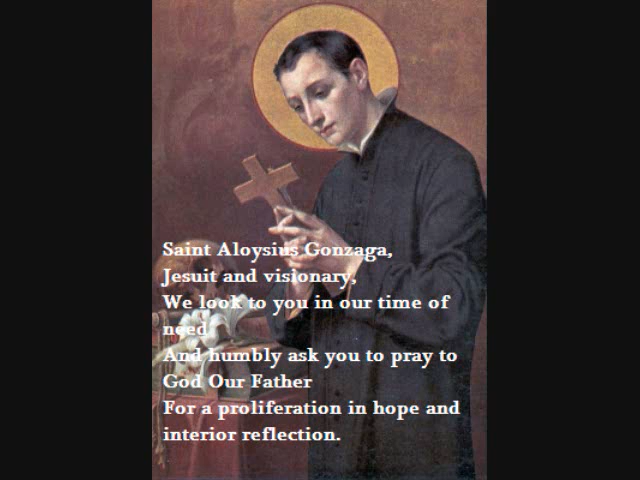 Saint Aloysius Gonzaga,
Jesuit and visionary,
We look to you in our time of
need
And humbly ask you to pray to
God Our Father
For a proliferation in hope and
interior reflection.